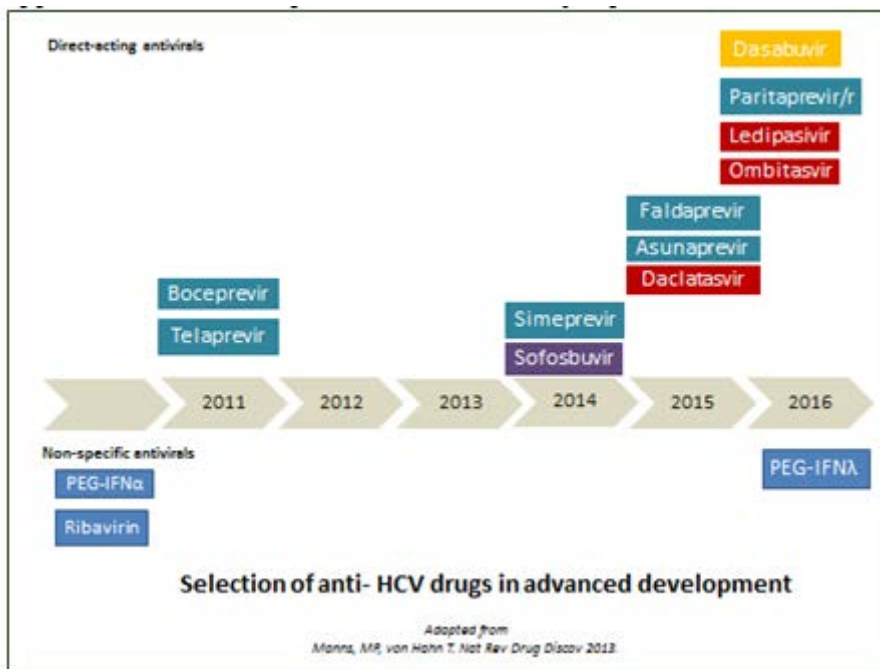 Direct-acting antivirals
Dasabuvir
Paritaprevir/r
Ledipasivir
Ombitasvir
Faldaprevir
Asunaprevir
Daclatasvir
Boceprevir
Telaprevir
Simeprevir
Sofosbuvir
2011 2012 2013 2014 2015 2016
Non-specific antivirals
PEG-IFNα
Ribavirin
PEG-IFNλ
Selection of anti- HCV drugs in advanced development
Adapted from
Manns, MP, von Hahn T. Nat Rev Drug Discov 2013.